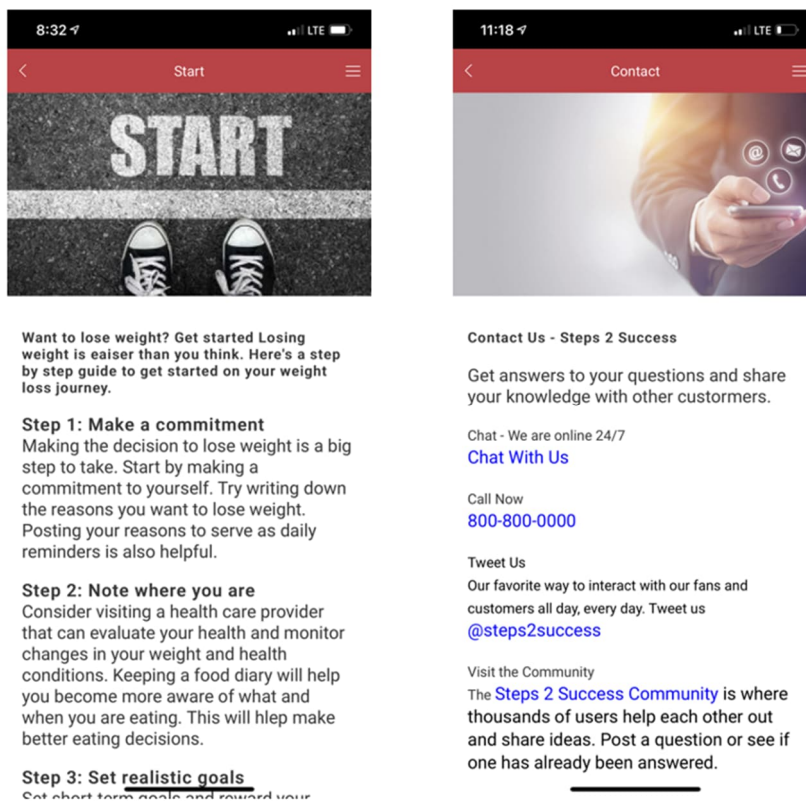 8:32
LTE
Start
START
Want to lose weight? Get started Losing
weight is eaiser than you think. Here's a step
by step guide to get started on your weight
loss journey.
Step 1: Make a commitment
Making the decision to lose weight is a big
step to take. Start by making a
commitment to yourself. Try writing down
the reasons you want to lose weight.
Posting your reasons to serve as daily
reminders is also helpful.
Step 2: Note where you are
Consider visiting a health care provider
that can evaluate your health and monitor
changes in your weight and health
conditions. Keeping a food diary will help
you become more aware of what and
when you are eating. This will hlep make
better eating decisions.
Step 3: Set realistic goals
Set short term goals and reward your
11:18
LTE
Contact
@
Contact Us - Steps 2 Success
Get answers to your questions and share
your knowledge with other custormers.
Chat - We are online 24/7
Chat With Us
Call Now
800-800-0000
Tweet Us
Our favorite way to interact with our fans and
customers all day, every day. Tweet us
@steps2success
Visit the Community
The Steps 2 Success Community is where
thousands of users help each other out
and share ideas. Post a question or see if
one has already been answered.